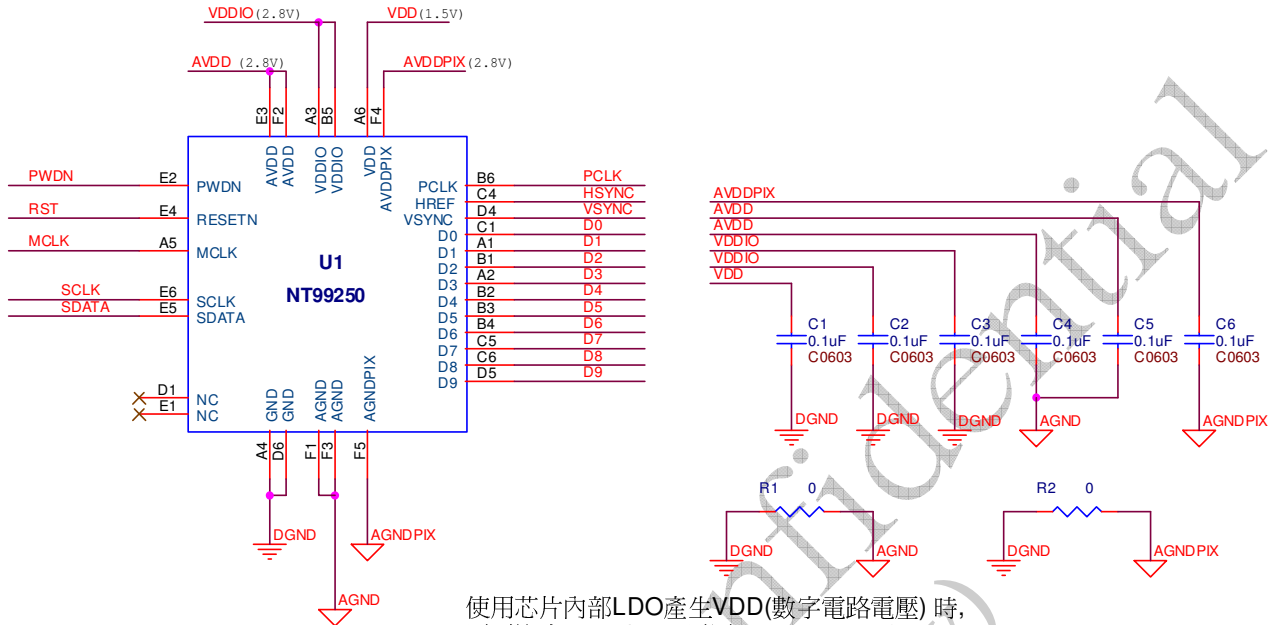 VDDIO(2.8V)
VDD(1.5V)
AVDD (2.8V)
AVDDPIX(2.8V)
E3
F2
A3
B5
A6
F4
AVDD
AVDD
VDDIO
VDDIO
VDD
AVDDPIX
PWDN E2 PWDN
RST E4 RESETN
MCLK A5 MCLK
SCLK E6 SCLK
SDATA E5 SDATA
D1 NC
E1 NC
U1
NT99250
PCLK B6 PCLK
HREF C4 HSYNC
VSYNC D4 VSYNC
D0 C1 D0
D1 A1 D1
D2 B1 D2
D3 A2 D3
D4 B2 D4
D5 B3 D5
D6 B4 D6
D7 C5 D7
D8 C6 D8
D9 D5 D9
GND
GND
AGND
AGND
AGNDPIX
A4
D6
F1
F3
F5
DGND
AGNDPIX
AGND
AVDDPIX
AVDD
AVDD
VDDIO
VDDIO
VDD
C1
0.1uF
C0603
C2
0.1uF
C0603
C3
0.1uF
C0603
C4
0.1uF
C0603
C5
0.1uF
C0603
C6
0.1uF
C0603
DGND
DGND
DGND
AGND
AGNDPIX
R1 0
DGND
AGND
R2 0
DGND
AGNDPIX
使用芯片內部LDO產生VDD(數字電路電壓) 時,